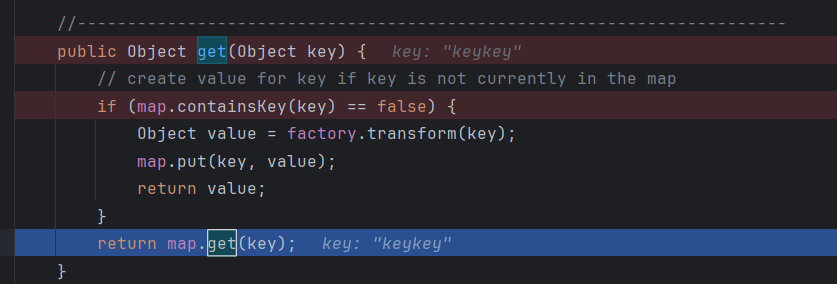 //-----------------------------------------------------------------------
public Object get(Object key) {   key: "keykey"
// create value for key if key is not currently in the map
if (map.containsKey(key) == false) {
Object value = factory.transform(key);
map.put(key, value);
return value;
}
return map.get(key);   key: "keykey"
}